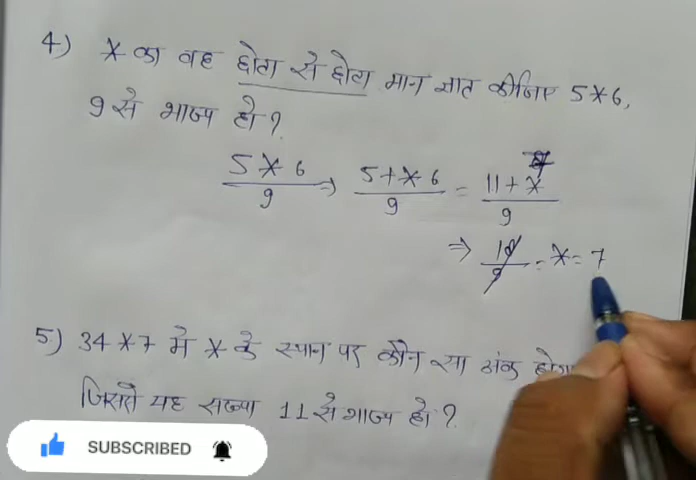 4) * का वह छोटा से छोटा मान ज्ञात कीजिए 5*6,
9 से भाज्य हो ?
5 * 6 / 9 ⇒ 5 + * 6 / 9 = 11 + * / 9
⇒ 18 / 9 = * = 7
5) 34 * 7 मे * के स्थान पर कौन सा अंक
जिससे यह संख्या 11 से भाज्य हो ?
SUBSCRIBED